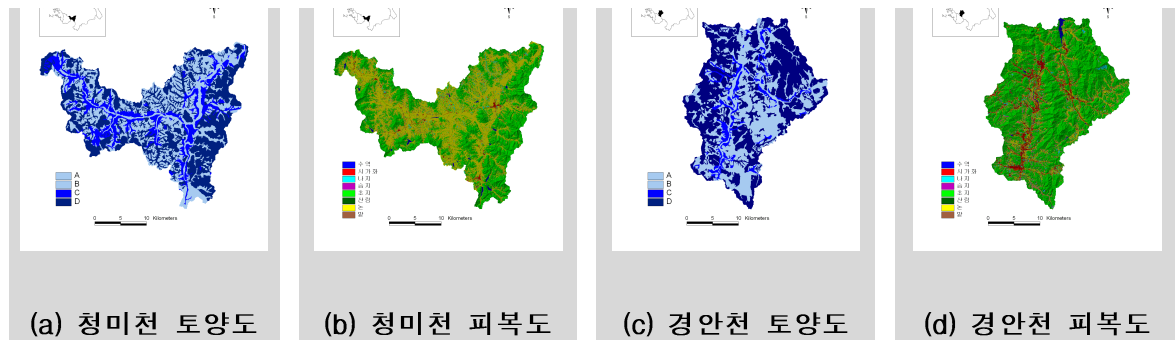 A
B
C
D
0 5 10 Kilometers
(a) 청미천 토양도
수역
시가화
나지
습지
초지
산림
논
밭
0 5 10 Kilometers
(b) 청미천 피복도
A
B
C
D
0 5 10 Kilometers
(c) 경안천 토양도
수역
시가화
나지
습지
초지
산림
논
밭
0 5 10 Kilometers
(d) 경안천 피복도